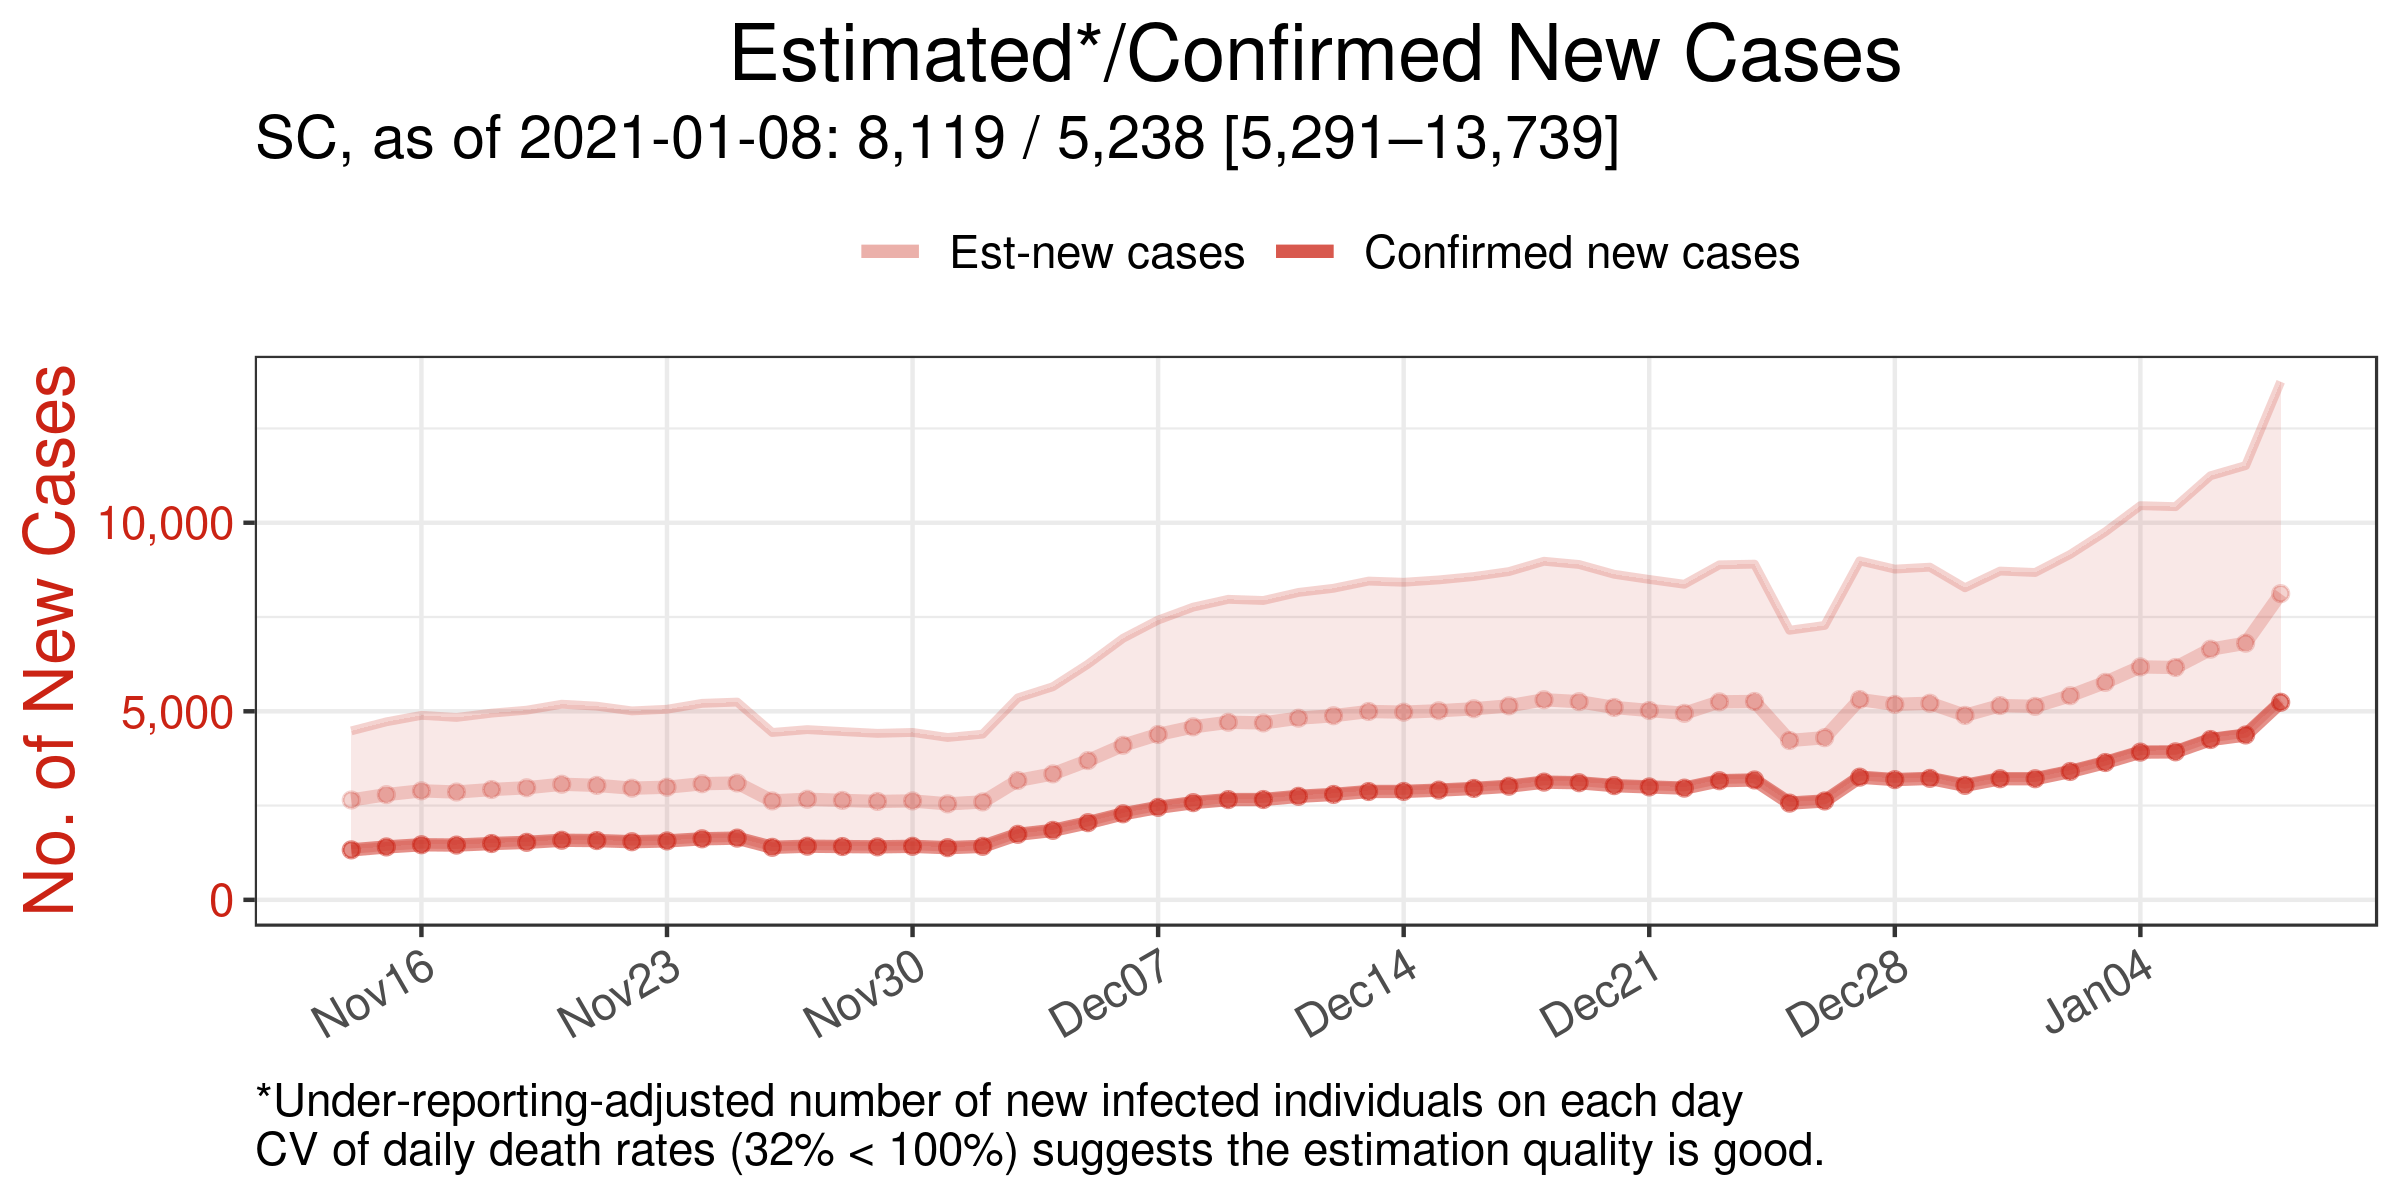 Estimated*/Confirmed New Cases
SC, as of 2021-01-08: 8,119 / 5,238 [5,291–13,739]
Est-new cases
Confirmed new cases
No. of New Cases
10,000
5,000
0
Nov16
Nov23
Nov30
Dec07
Dec14
Dec21
Dec28
Jan04
*Under-reporting-adjusted number of new infected individuals on each day
CV of daily death rates (32% < 100%) suggests the estimation quality is good.